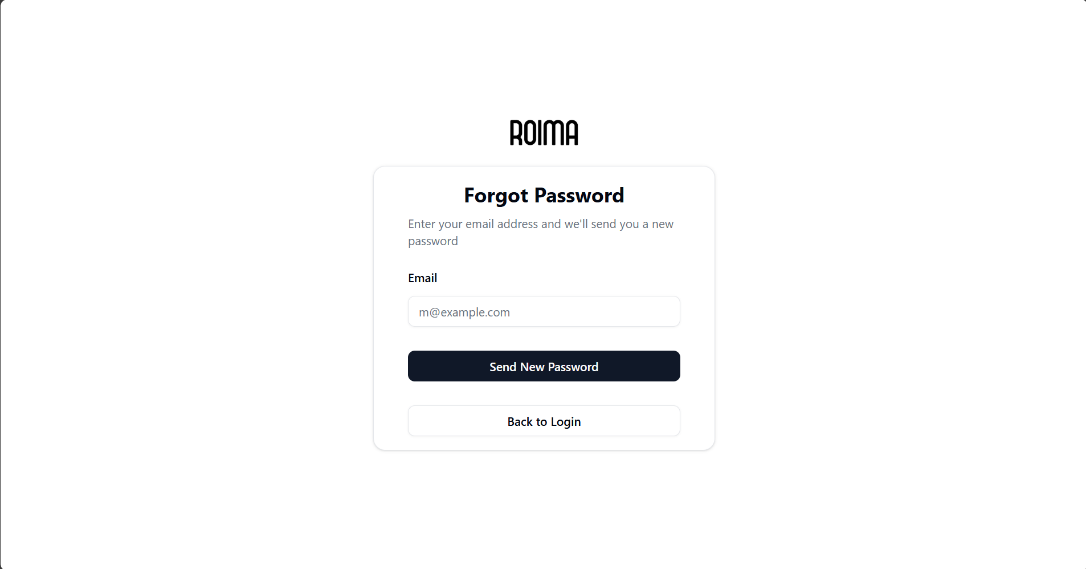 ROIMA
Forgot Password
Enter your email address and we'll send you a new
password
Email
m@example.com
Send New Password
Back to Login